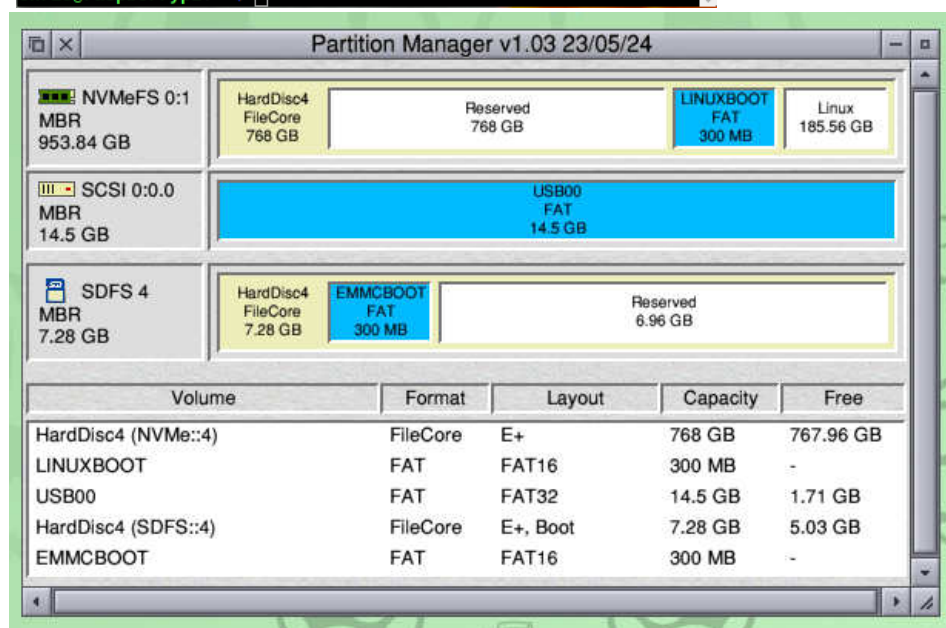 Partition Manager v1.03 23/05/24
NVMeFS 0:1
MBR
953.84 GB
HardDisc4
FileCore
768 GB
Reserved
768 GB
LINUXBOOT
FAT
300 MB
Linux
185.56 GB
SCSI 0:0.0
MBR
14.5 GB
USB00
FAT
14.5 GB
SDFS 4
MBR
7.28 GB
HardDisc4
FileCore
7.28 GB
EMMCBOOT
FAT
300 MB
Reserved
6.96 GB
Volume Format Layout Capacity Free
HardDisc4 (NVMe::4) FileCore E+ 768 GB 767.96 GB
LINUXBOOT FAT FAT16 300 MB -
USB00 FAT FAT32 14.5 GB 1.71 GB
HardDisc4 (SDFS::4) FileCore E+, Boot 7.28 GB 5.03 GB
EMMCBOOT FAT FAT16 300 MB -